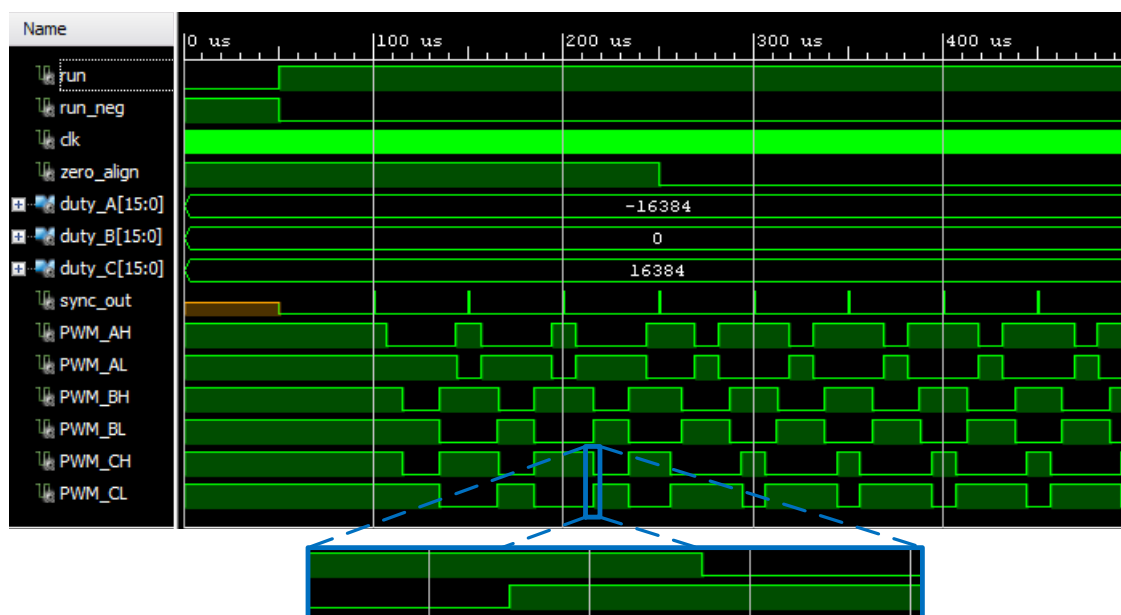 Name
0 us 100 us 200 us 300 us 400 us
run
run_neg
clk
zero_align
duty_A[15:0] -16384
duty_B[15:0] 0
duty_C[15:0] 16384
sync_out
PWM_AH
PWM_AL
PWM_BH
PWM_BL
PWM_CH
PWM_CL